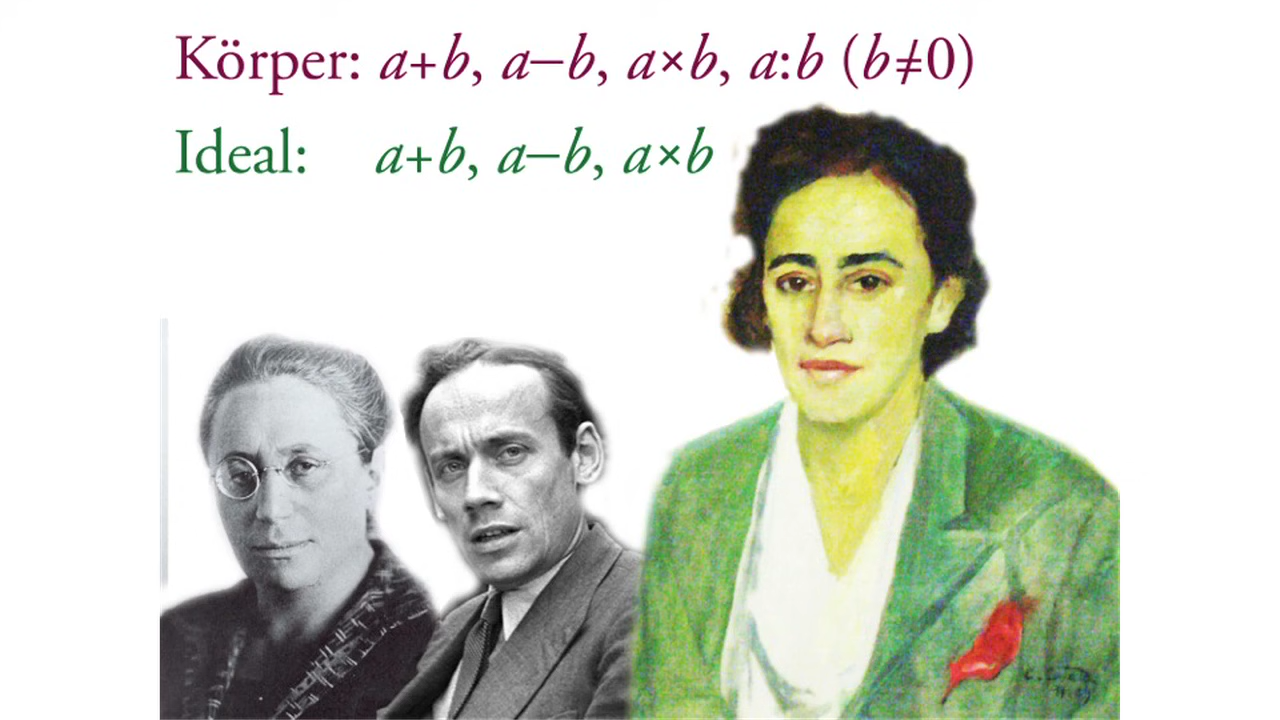 Körper: a+b, a−b, a×b, a:b (b≠0)
Ideal: a+b, a−b, a×b